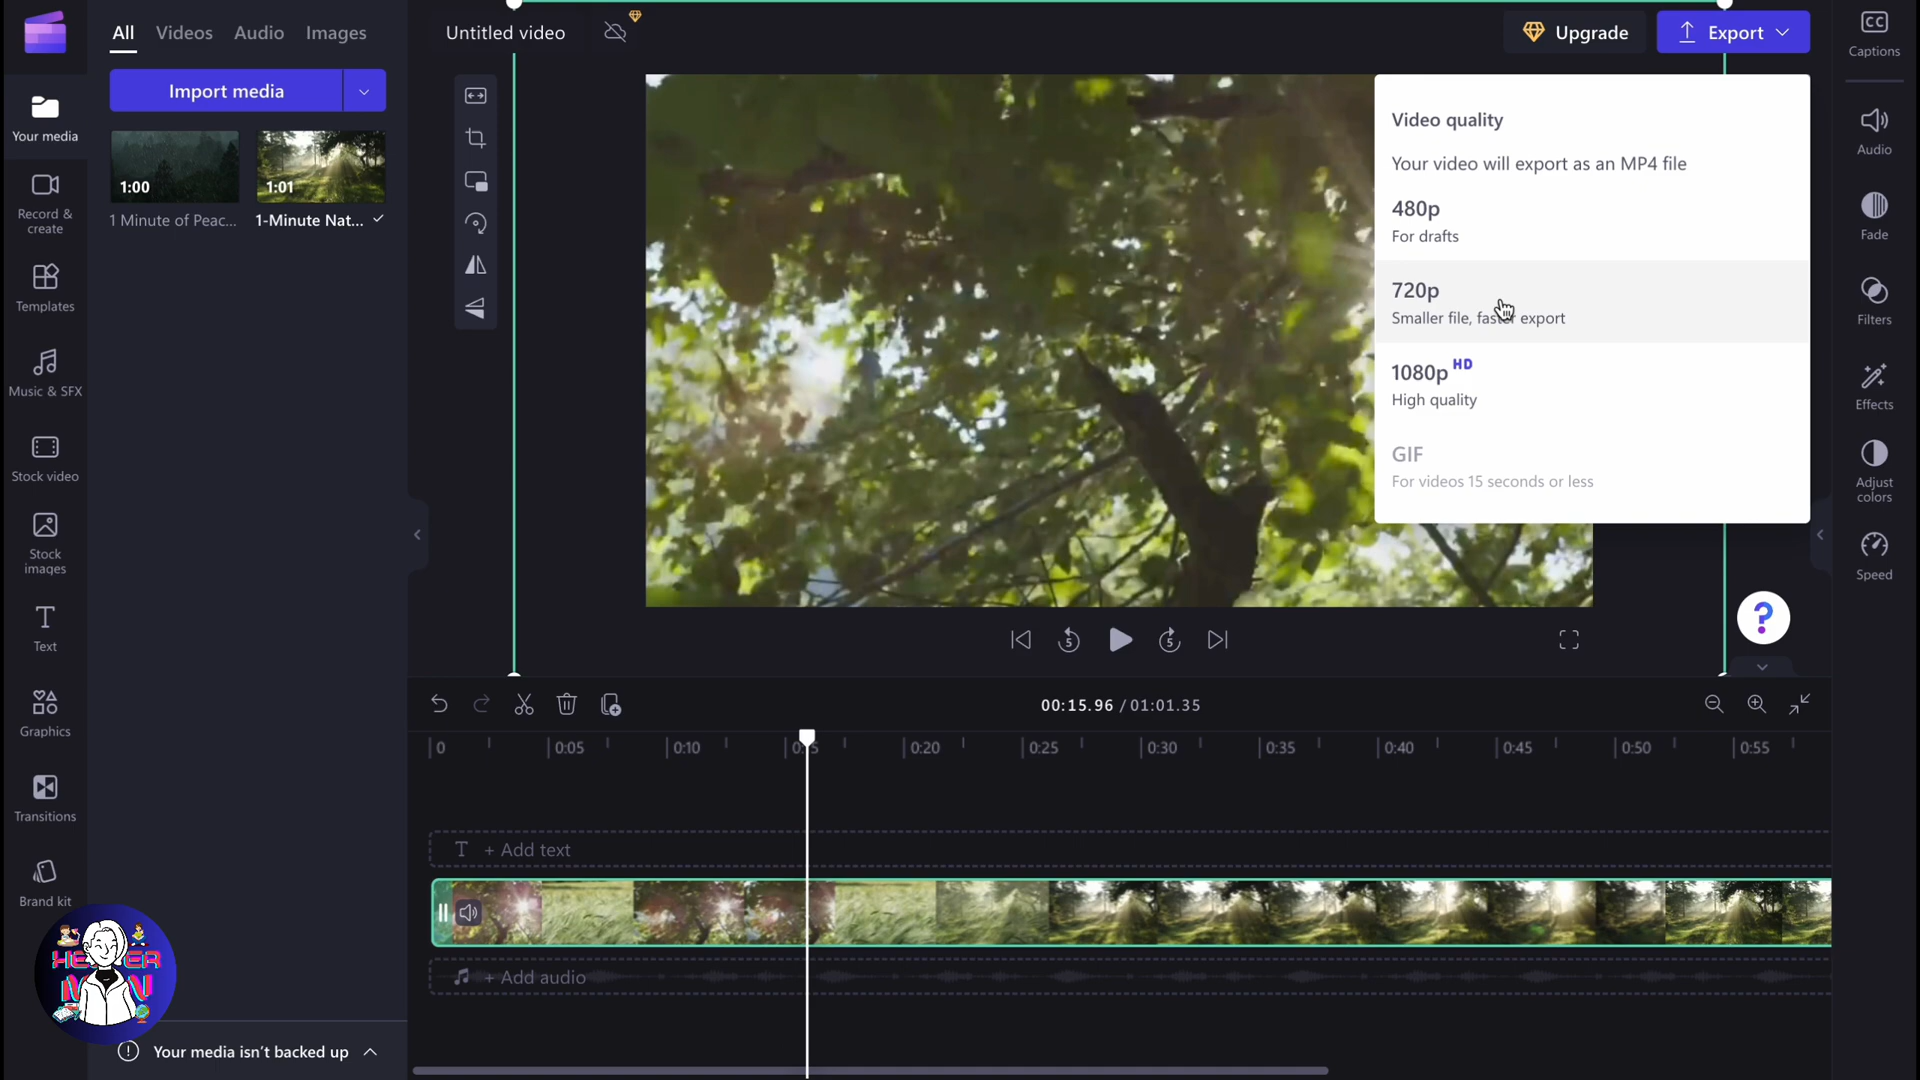 All Videos Audio Images
Import media
1:00
1 Minute of Peac...
1:01
1-Minute Nat...
Your media
Record &
create
Templates
Music & SFX
Stock video
Stock
images
Text
Graphics
Transitions
Brand kit
Your media isn't backed up
Untitled video
Upgrade
Export
Video quality
Your video will export as an MP4 file
480p
For drafts
720p
Smaller file, faster export
1080p HD
High quality
GIF
For videos 15 seconds or less
Captions
Audio
Fade
Filters
Effects
Adjust
colors
Speed
?
5 5
00:15.96 / 01:01.35
0 0:05 0:10 0:15 0:20 0:25 0:30 0:35 0:40 0:45 0:50 0:55
T + Add text
+ Add audio